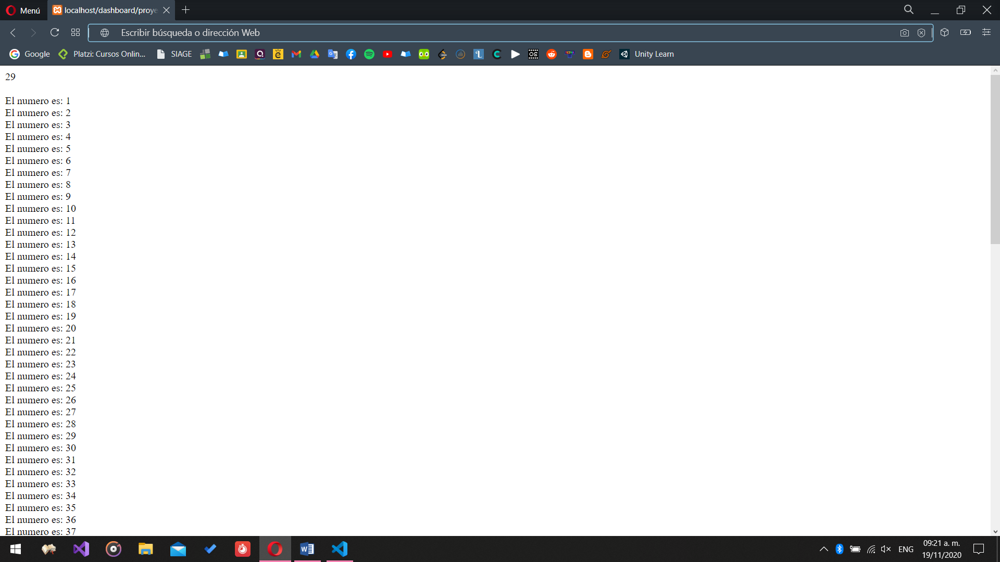 Menú
localhost/dashboard/proye
Escribir búsqueda o dirección Web
Google
Platzi: Cursos Onlin...
SIAGE
Unity Learn
29
El numero es: 1
El numero es: 2
El numero es: 3
El numero es: 4
El numero es: 5
El numero es: 6
El numero es: 7
El numero es: 8
El numero es: 9
El numero es: 10
El numero es: 11
El numero es: 12
El numero es: 13
El numero es: 14
El numero es: 15
El numero es: 16
El numero es: 17
El numero es: 18
El numero es: 19
El numero es: 20
El numero es: 21
El numero es: 22
El numero es: 23
El numero es: 24
El numero es: 25
El numero es: 26
El numero es: 27
El numero es: 28
El numero es: 29
El numero es: 30
El numero es: 31
El numero es: 32
El numero es: 33
El numero es: 34
El numero es: 35
El numero es: 36
El numero es: 37
ENG
09:21 a. m.
19/11/2020